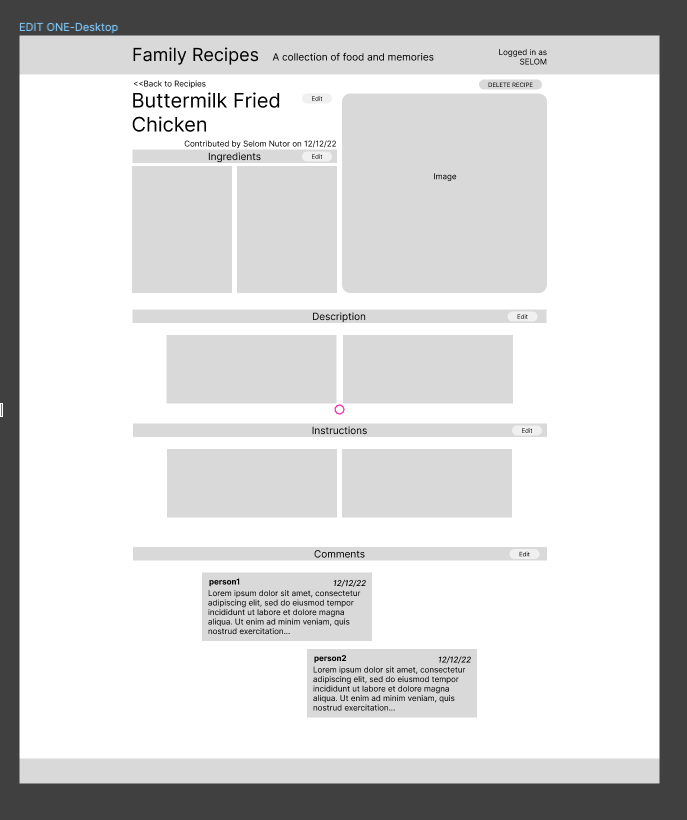 EDIT ONE-Desktop
Family Recipes
A collection of food and memories
Logged in as
SELOM
<<Back to Recipies
DELETE RECIPE
Buttermilk Fried
Chicken
Edit
Contributed by Selom Nutor on 12/12/22
Ingredients
Edit
Image
Description
Edit
Instructions
Edit
Comments
Edit
person1
12/12/22
Lorem ipsum dolor sit amet, consectetur
adipiscing elit, sed do eiusmod tempor
incididunt ut labore et dolore magna
aliqua. Ut enim ad minim veniam, quis
nostrud exercitation...
person2
12/12/22
Lorem ipsum dolor sit amet, consectetur
adipiscing elit, sed do eiusmod tempor
incididunt ut labore et dolore magna
aliqua. Ut enim ad minim veniam, quis
nostrud exercitation...